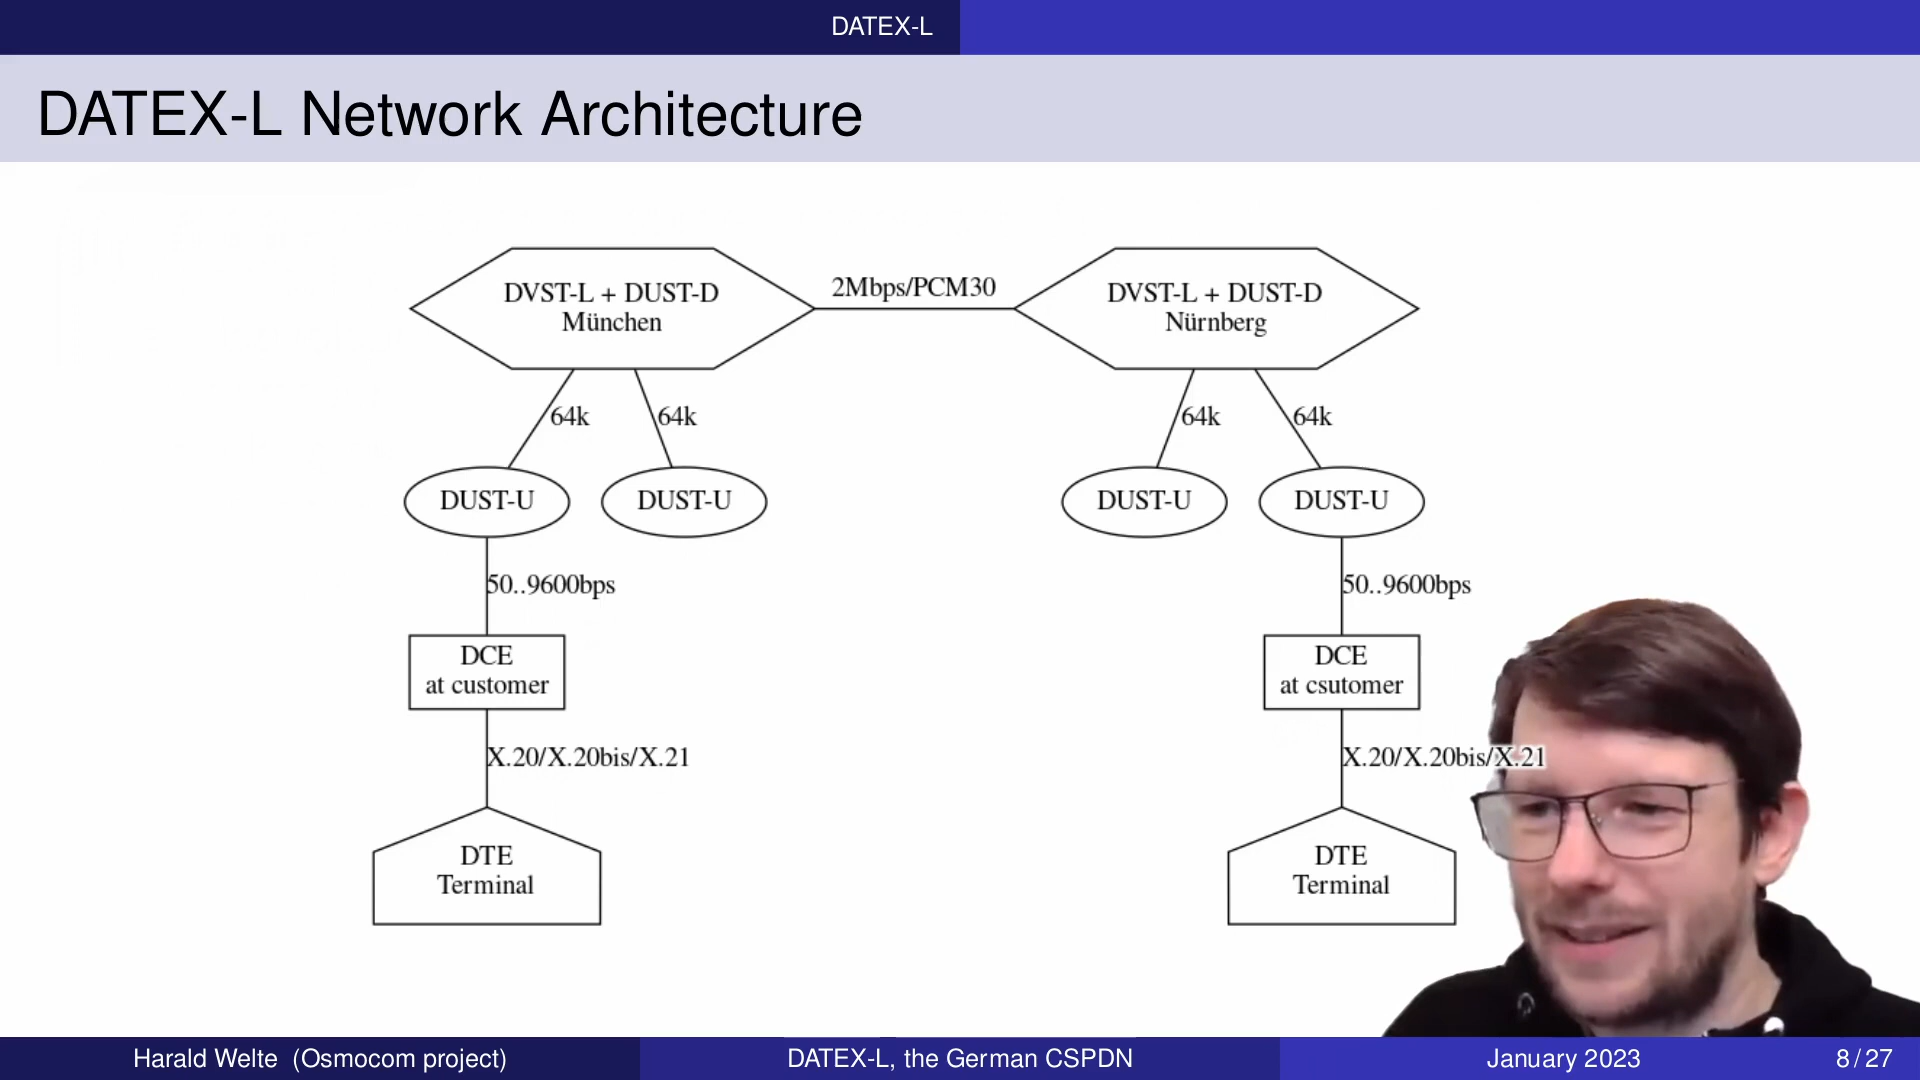 DATEX-L
DATEX-L Network Architecture
DVST-L + DUST-D
München
2Mbps/PCM30
DVST-L + DUST-D
Nürnberg
64k
64k
64k
64k
DUST-U
DUST-U
DUST-U
DUST-U
50..9600bps
50..9600bps
DCE
at customer
DCE
at csutomer
X.20/X.20bis/X.21
X.20/X.20bis/X.21
DTE
Terminal
DTE
Terminal
Harald Welte (Osmocom project)
DATEX-L, the German CSPDN
January 2023
8 / 27